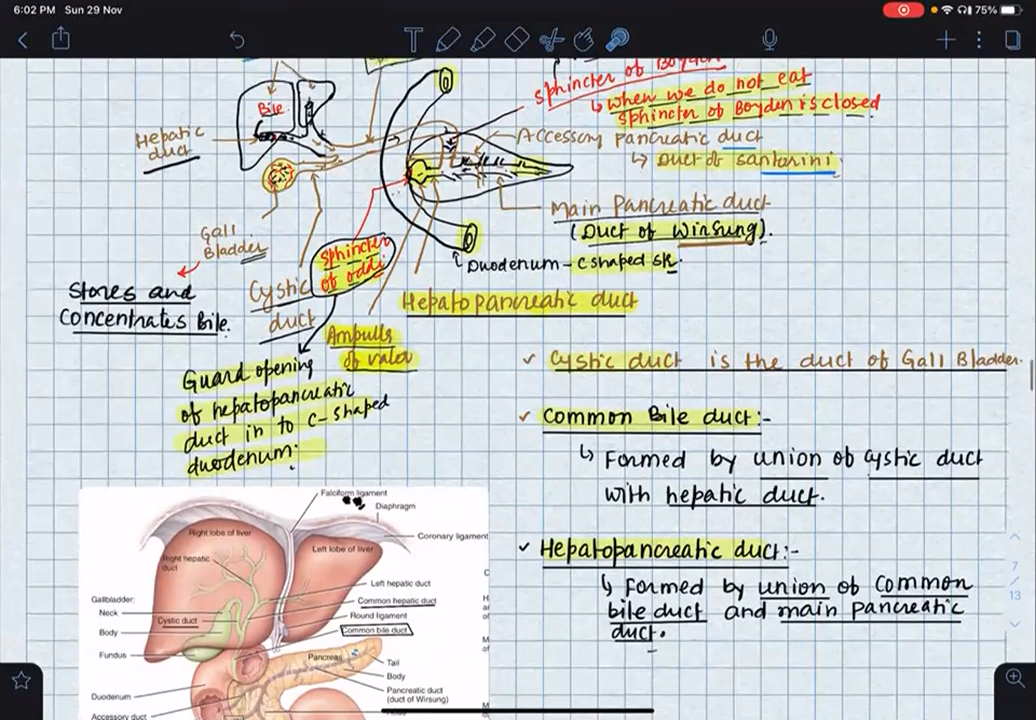 6:02 PM Sun 29 Nov
75%
Sphincter of Boyden
When we do not eat
sphincter of Boyden is closed
Bile
Hepatic
duct
Accessory Pancreatic duct
Duct of santorini
Main Pancreatic duct
(Duct of Wirsung).
Duodenum - C shaped SR.
Gall
Bladder
Stores and
Concentrates Bile.
Sphincter
of oddi
Cystic
duct
Hepatopancreatic duct
Ampulla
of vater
Guard opening
of hepatopancreatic
duct in to C-shaped
duodenum.
Cystic duct is the duct of Gall Bladder.
Common Bile duct:-
Formed by union of cystic duct
with hepatic duct.
Hepatopancreatic duct:-
Formed by union of common
bile duct and main pancreatic
duct.
Falciform ligament
Diaphragm
Right lobe of liver
Left lobe of liver
Coronary ligament
Right hepatic
duct
Left hepatic duct
Gallbladder:
Neck
Body
Fundus
Cystic duct
Common hepatic duct
Round ligament
Common bile duct
Pancreas
Tail
Body
Pancreatic duct
(duct of Wirsung)
Duodenum
Accessory duct
7
13